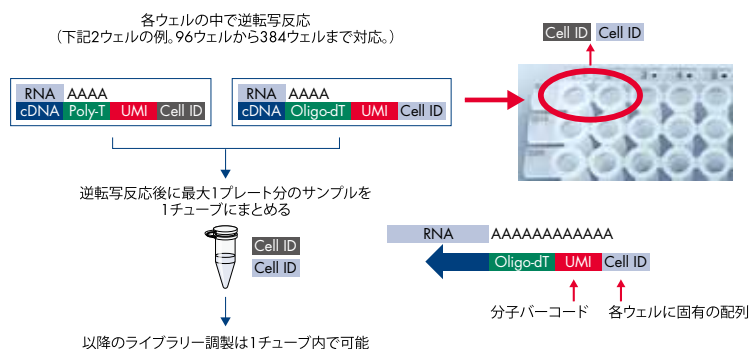 各ウェルの中で逆転写反応
（下記2ウェルの例。96ウェルから384ウェルまで対応。）
Cell ID Cell ID
RNA AAAA
cDNA Poly-T UMI Cell ID
RNA AAAA
cDNA Oligo-dT UMI Cell ID
逆転写反応後に最大1プレート分のサンプルを
1チューブにまとめる
Cell ID
Cell ID
以降のライブラリー調製は1チューブ内で可能
RNA AAAAAAAAAAAA
Oligo-dT UMI Cell ID
分子バーコード 各ウェルに固有の配列